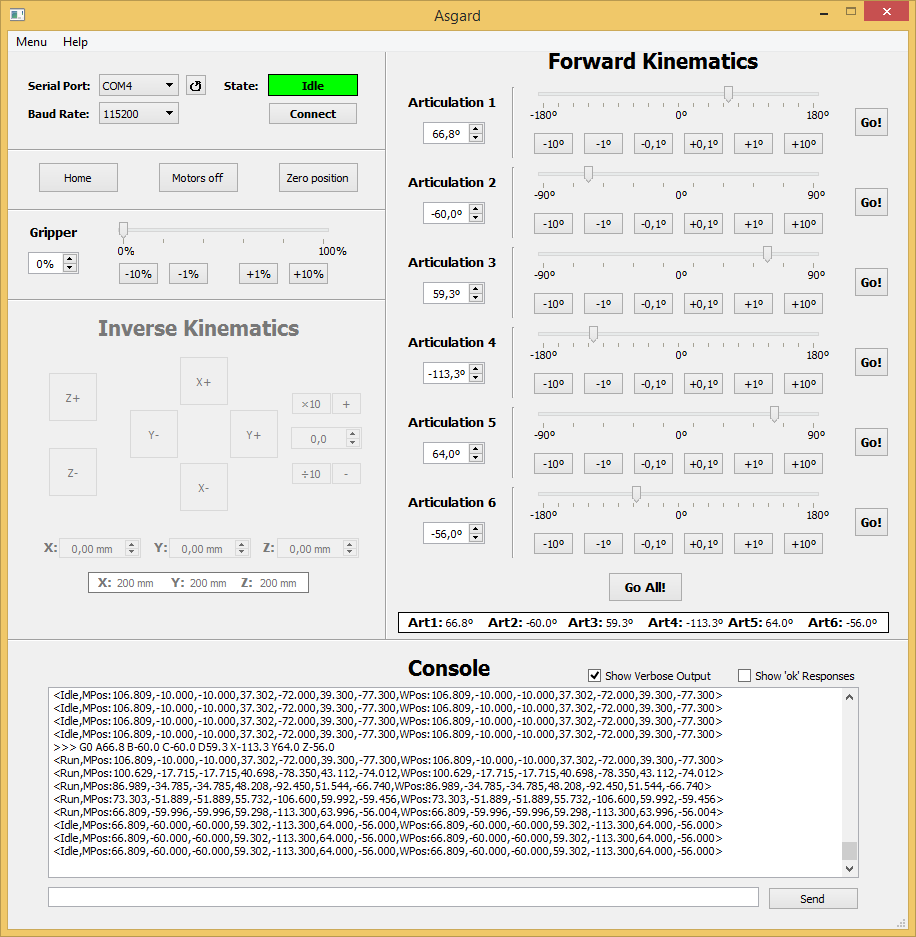 Asgard
Menu Help
Serial Port: COM4 State: Idle
Baud Rate: 115200 Connect
Home Motors off Zero position
Gripper
0% 100%
0%
-10% -1% +1% +10%
Inverse Kinematics
X+
Z+
×10 +
Y- Y+
0,0
Z-
÷10 -
X-
X: 0,00 mm Y: 0,00 mm Z: 0,00 mm
X: 200 mm Y: 200 mm Z: 200 mm
Forward Kinematics
Articulation 1
-180º 0º 180º
66,8º
-10º -1º -0,1º +0,1º +1º +10º
Go!
Articulation 2
-90º 0º 90º
-60,0º
-10º -1º -0,1º +0,1º +1º +10º
Go!
Articulation 3
-90º 0º 90º
59,3º
-10º -1º -0,1º +0,1º +1º +10º
Go!
Articulation 4
-180º 0º 180º
-113,3º
-10º -1º -0,1º +0,1º +1º +10º
Go!
Articulation 5
-90º 0º 90º
64,0º
-10º -1º -0,1º +0,1º +1º +10º
Go!
Articulation 6
-180º 0º 180º
-56,0º
-10º -1º -0,1º +0,1º +1º +10º
Go!
Go All!
Art1: 66.8º Art2: -60.0º Art3: 59.3º Art4: -113.3º Art5: 64.0º Art6: -56.0º
Console
Show Verbose Output Show 'ok' Responses
<Idle,MPos:106.809,-10.000,-10.000,37.302,-72.000,39.300,-77.300,WPos:106.809,-10.000,-10.000,37.302,-72.000,39.300,-77.300>
<Idle,MPos:106.809,-10.000,-10.000,37.302,-72.000,39.300,-77.300,WPos:106.809,-10.000,-10.000,37.302,-72.000,39.300,-77.300>
<Idle,MPos:106.809,-10.000,-10.000,37.302,-72.000,39.300,-77.300,WPos:106.809,-10.000,-10.000,37.302,-72.000,39.300,-77.300>
<Idle,MPos:106.809,-10.000,-10.000,37.302,-72.000,39.300,-77.300,WPos:106.809,-10.000,-10.000,37.302,-72.000,39.300,-77.300>
>>> G0 A66.8 B-60.0 C-60.0 D59.3 X-113.3 Y64.0 Z-56.0
<Run,MPos:106.809,-10.000,-10.000,37.302,-72.000,39.300,-77.300,WPos:106.809,-10.000,-10.000,37.302,-72.000,39.300,-77.300>
<Run,MPos:100.629,-17.715,-17.715,40.698,-78.350,43.112,-74.012,WPos:100.629,-17.715,-17.715,40.698,-78.350,43.112,-74.012>
<Run,MPos:86.989,-34.785,-34.785,48.208,-92.450,51.544,-66.740,WPos:86.989,-34.785,-34.785,48.208,-92.450,51.544,-66.740>
<Run,MPos:73.303,-51.889,-51.889,55.732,-106.600,59.992,-59.456,WPos:73.303,-51.889,-51.889,55.732,-106.600,59.992,-59.456>
<Run,MPos:66.809,-59.996,-59.996,59.298,-113.300,63.996,-56.004,WPos:66.809,-59.996,-59.996,59.298,-113.300,63.996,-56.004>
<Idle,MPos:66.809,-60.000,-60.000,59.302,-113.300,64.000,-56.000,WPos:66.809,-60.000,-60.000,59.302,-113.300,64.000,-56.000>
<Idle,MPos:66.809,-60.000,-60.000,59.302,-113.300,64.000,-56.000,WPos:66.809,-60.000,-60.000,59.302,-113.300,64.000,-56.000>
<Idle,MPos:66.809,-60.000,-60.000,59.302,-113.300,64.000,-56.000,WPos:66.809,-60.000,-60.000,59.302,-113.300,64.000,-56.000>
Send